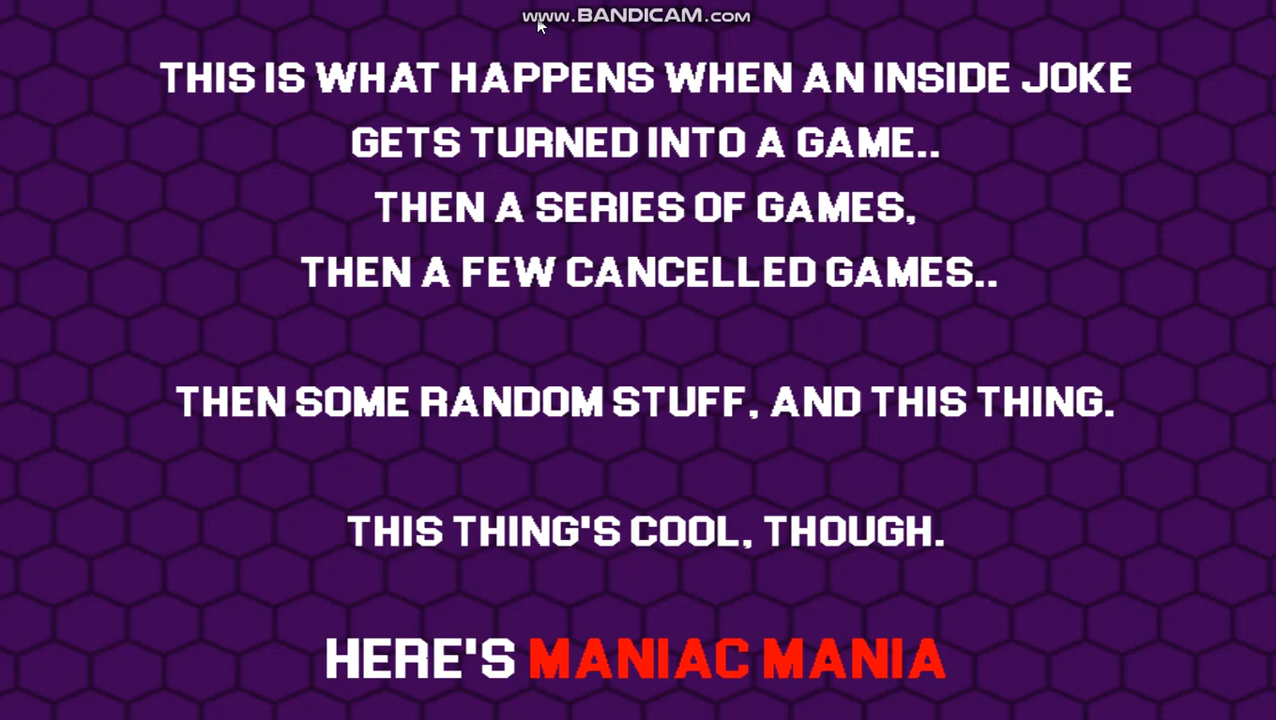 www.BANDICAM.com
THIS IS WHAT HAPPENS WHEN AN INSIDE JOKE
GETS TURNED INTO A GAME..
THEN A SERIES OF GAMES,
THEN A FEW CANCELLED GAMES..
THEN SOME RANDOM STUFF, AND THIS THING.
THIS THING'S COOL, THOUGH.
HERE'S MANIAC MANIA